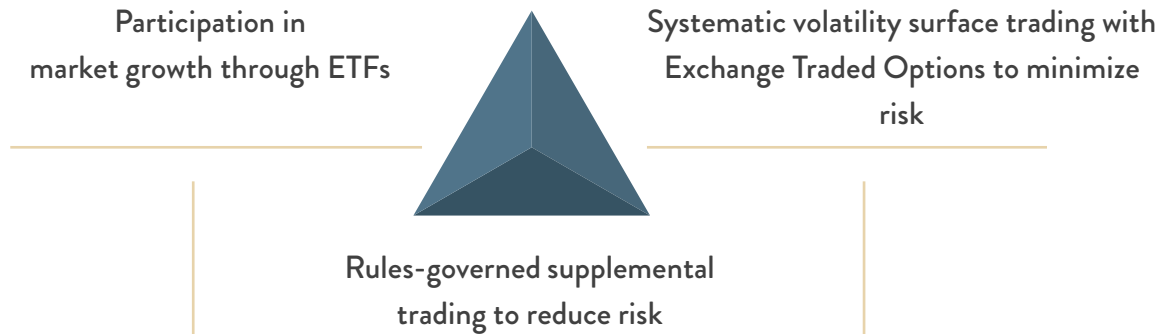 Participation in
market growth through ETFs
Systematic volatility surface trading with
Exchange Traded Options to minimize
risk
Rules-governed supplemental
trading to reduce risk